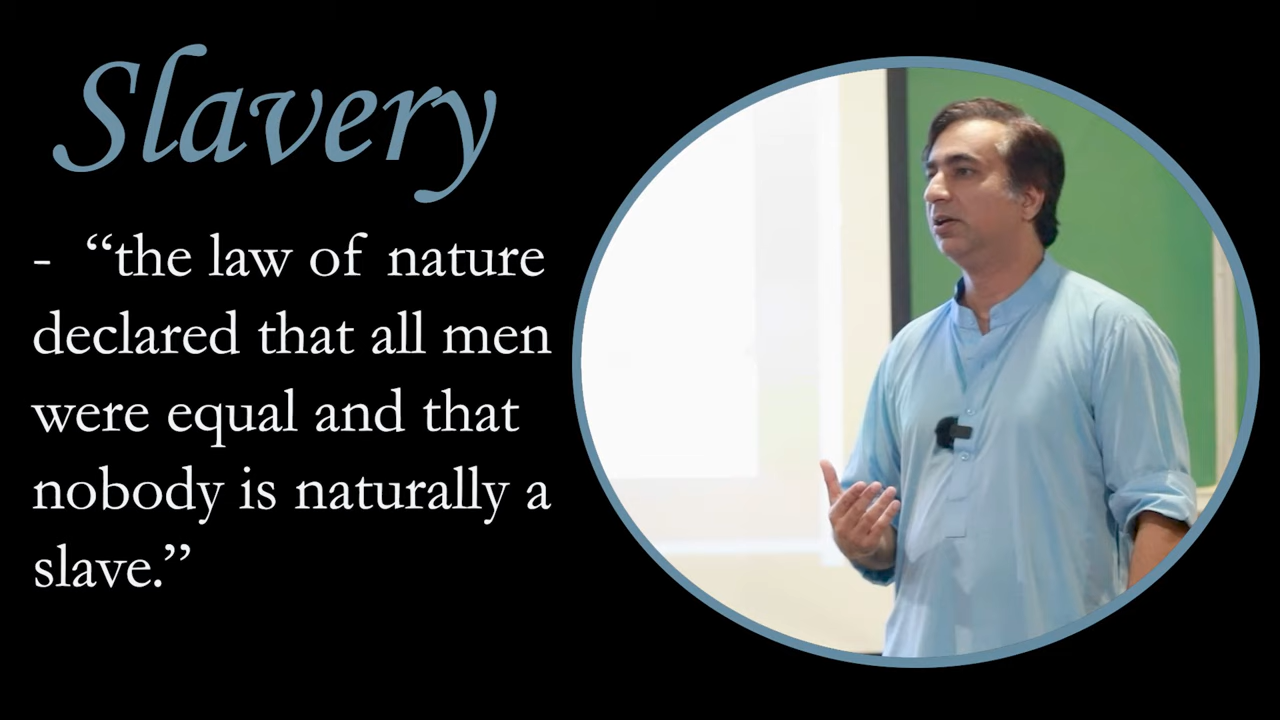 Slavery
- “the law of nature
declared that all men
were equal and that
nobody is naturally a
slave.”